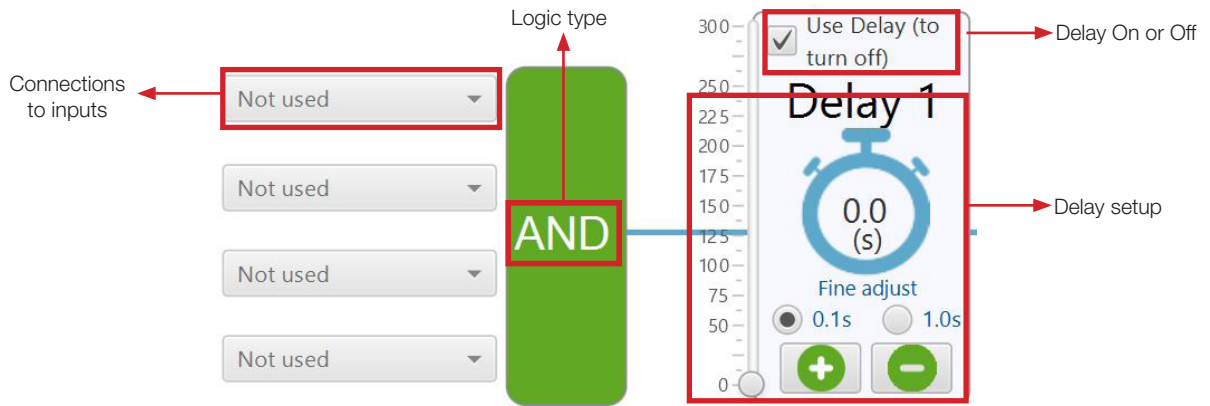 Logic type
Connections
to inputs
Not used
Not used
Not used
Not used
AND
300
250
225
200
175
150
125
100
75
50
0
Use Delay (to
turn off)
Delay 1
0.0
(s)
Fine adjust
0.1s 1.0s
Delay On or Off
Delay setup